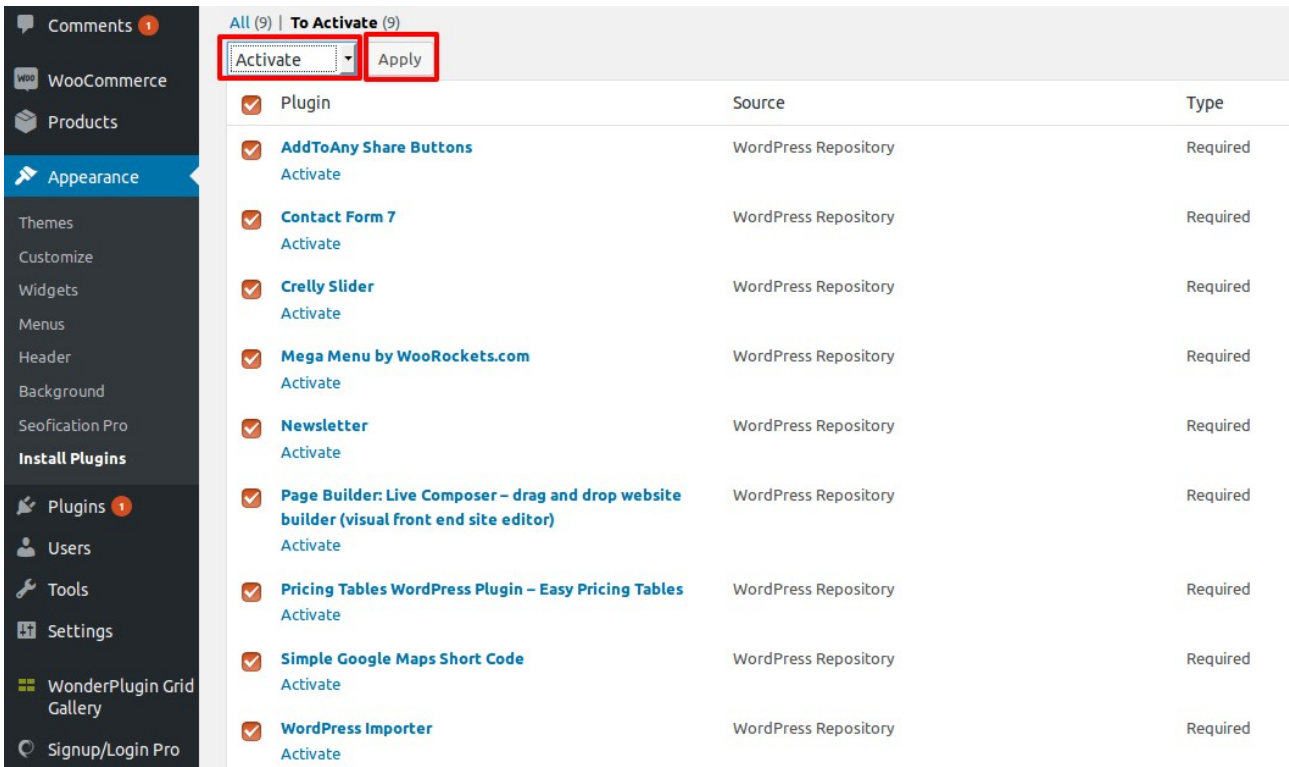 Comments 1
WooCommerce
Products
Appearance
Themes
Customize
Widgets
Menus
Header
Background
Seofication Pro
Install Plugins
Plugins 1
Users
Tools
Settings
WonderPlugin Grid
Gallery
Signup/Login Pro
All (9) | To Activate (9)
Activate Apply
Plugin Source Type
AddToAny Share Buttons WordPress Repository Required
Activate
Contact Form 7 WordPress Repository Required
Activate
Crelly Slider WordPress Repository Required
Activate
Mega Menu by WooRockets.com WordPress Repository Required
Activate
Newsletter WordPress Repository Required
Activate
Page Builder: Live Composer – drag and drop website WordPress Repository Required
builder (visual front end site editor)
Activate
Pricing Tables WordPress Plugin – Easy Pricing Tables WordPress Repository Required
Activate
Simple Google Maps Short Code WordPress Repository Required
Activate
WordPress Importer WordPress Repository Required
Activate